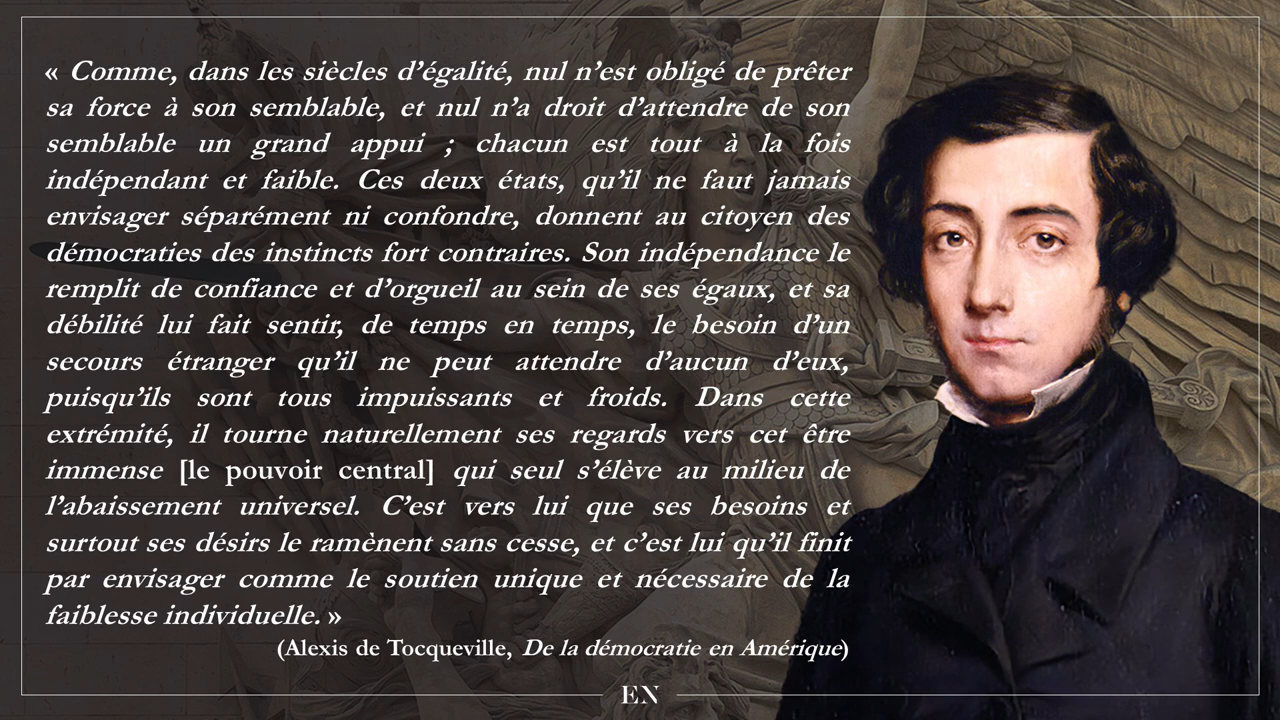 « Comme, dans les siècles d’égalité, nul n’est obligé de prêter
sa force à son semblable, et nul n’a droit d’attendre de son
semblable un grand appui ; chacun est tout à la fois
indépendant et faible. Ces deux états, qu’il ne faut jamais
envisager séparément ni confondre, donnent au citoyen des
démocraties des instincts fort contraires. Son indépendance le
remplit de confiance et d’orgueil au sein de ses égaux, et sa
débilité lui fait sentir, de temps en temps, le besoin d’un
secours étranger qu’il ne peut attendre d’aucun d’eux,
puisqu’ils sont tous impuissants et froids. Dans cette
extrémité, il tourne naturellement ses regards vers cet être
immense [le pouvoir central] qui seul s’élève au milieu de
l’abaissement universel. C’est vers lui que ses besoins et
surtout ses désirs le ramènent sans cesse, et c’est lui qu’il finit
par envisager comme le soutien unique et nécessaire de la
faiblesse individuelle. »
(Alexis de Tocqueville, De la démocratie en Amérique)
EN